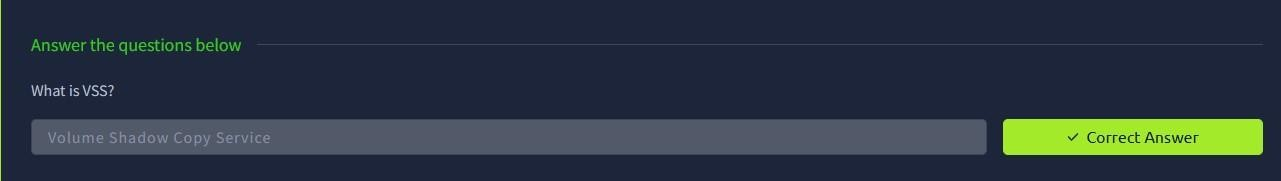 Answer the questions below
What is VSS?
Volume Shadow Copy Service
Correct Answer